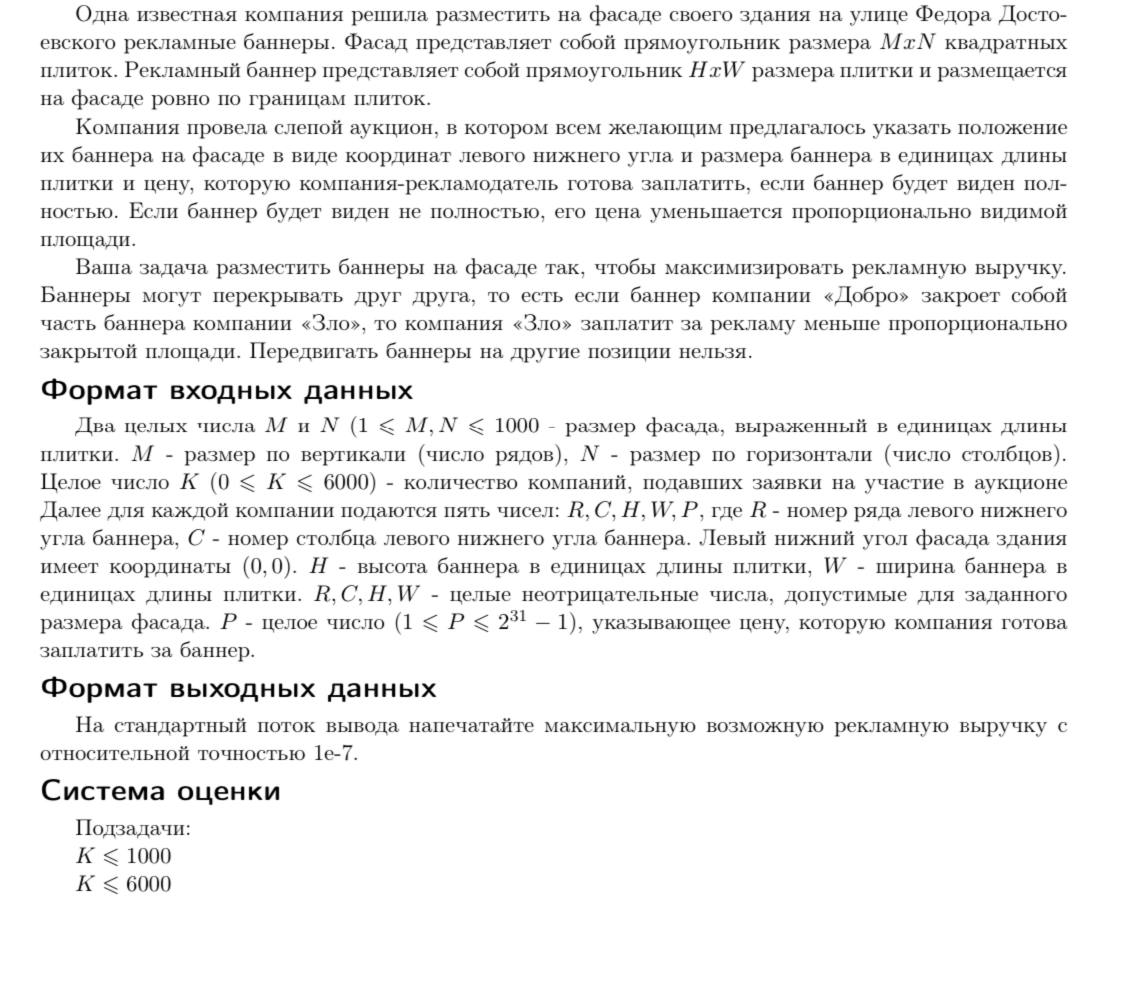 Одна известная компания решила разместить на фасаде своего здания на улице Федора Досто-
евского рекламные баннеры. Фасад представляет собой прямоугольник размера MxN квадратных
плиток. Рекламный баннер представляет собой прямоугольник HxW размера плитки и размещается
на фасаде ровно по границам плиток.
Компания провела слепой аукцион, в котором всем желающим предлагалось указать положение
их баннера на фасаде в виде координат левого нижнего угла и размера баннера в единицах длины
плитки и цену, которую компания-рекламодатель готова заплатить, если баннер будет виден пол-
ностью. Если баннер будет виден не полностью, его цена уменьшается пропорционально видимой
площади.
Ваша задача разместить баннеры на фасаде так, чтобы максимизировать рекламную выручку.
Баннеры могут перекрывать друг друга, то есть если баннер компании «Добро» закроет собой
часть баннера компании «Зло», то компания «Зло» заплатит за рекламу меньше пропорционально
закрытой площади. Передвигать баннеры на другие позиции нельзя.
Формат входных данных
Два целых числа M и N (1 ⩽ M, N ⩽ 1000 - размер фасада, выраженный в единицах длины
плитки. M - размер по вертикали (число рядов), N - размер по горизонтали (число столбцов).
Целое число K (0 ⩽ K ⩽ 6000) - количество компаний, подавших заявки на участие в аукционе
Далее для каждой компании подаются пять чисел: R, C, H, W, P, где R - номер ряда левого нижнего
угла баннера, C - номер столбца левого нижнего угла баннера. Левый нижний угол фасада здания
имеет координаты (0, 0). H - высота баннера в единицах длины плитки, W - ширина баннера в
единицах длины плитки. R, C, H, W - целые неотрицательные числа, допустимые для заданного
размера фасада. P - целое число (1 ⩽ P ⩽ 2³¹ − 1), указывающее цену, которую компания готова
заплатить за баннер.
Формат выходных данных
На стандартный поток вывода напечатайте максимальную возможную рекламную выручку с
относительной точностью 1e-7.
Система оценки
Подзадачи:
K ⩽ 1000
K ⩽ 6000